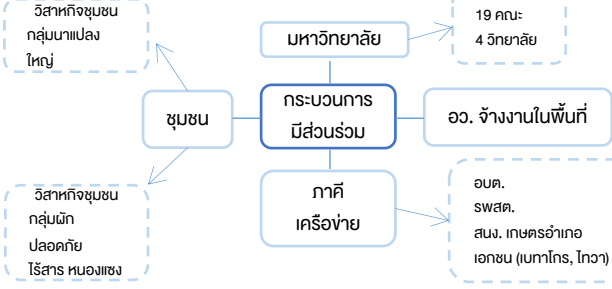 วิสาหกิจชุมชน
กลุ่มนาแปลง
ใหญ่
มหาวิทยาลัย
19 คณะ
4 วิทยาลัย
ชุมชน
กระบวนการ
มีส่วนร่วม
อว. จ้างงานในพื้นที่
วิสาหกิจชุมชน
กลุ่มผัก
ปลอดภัย
ไร้สาร หนองแซง
ภาคี
เครือข่าย
อบต.
รพสต.
สนง. เกษตรอำเภอ
เอกชน (เบทาโกร, ไทวา)